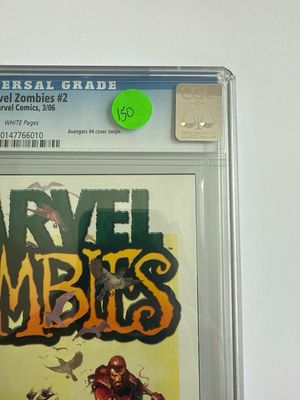 ERSAL GRADE
vel Zombies #2
arvel Comics, 3/06
WHITE Pages
Avengers #4 cover swipe.
0147766010
150
CGC
ARVEL
MBIES